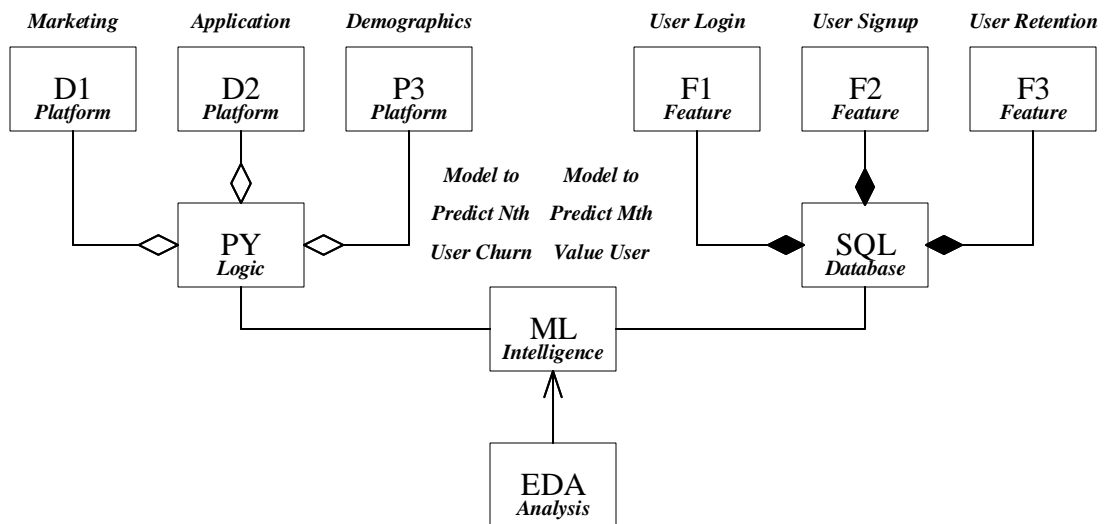 Marketing
Application
Demographics
User Login
User Signup
User Retention
D1
Platform
D2
Platform
P3
Platform
F1
Feature
F2
Feature
F3
Feature
Model to
Predict Nth
User Churn
Model to
Predict Mth
Value User
PY
Logic
SQL
Database
ML
Intelligence
EDA
Analysis